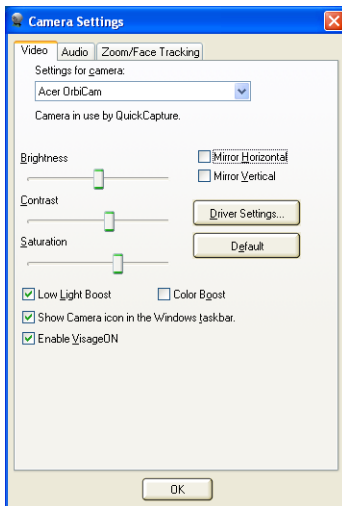 Camera Settings
Video Audio Zoom/Face Tracking
Settings for camera:
Acer OrbiCam
Camera in use by QuickCapture.
Brightness
Mirror Horizontal
Mirror Vertical
Contrast
Driver Settings...
Saturation
Default
Low Light Boost
Color Boost
Show Camera icon in the Windows taskbar.
Enable VisageON
OK